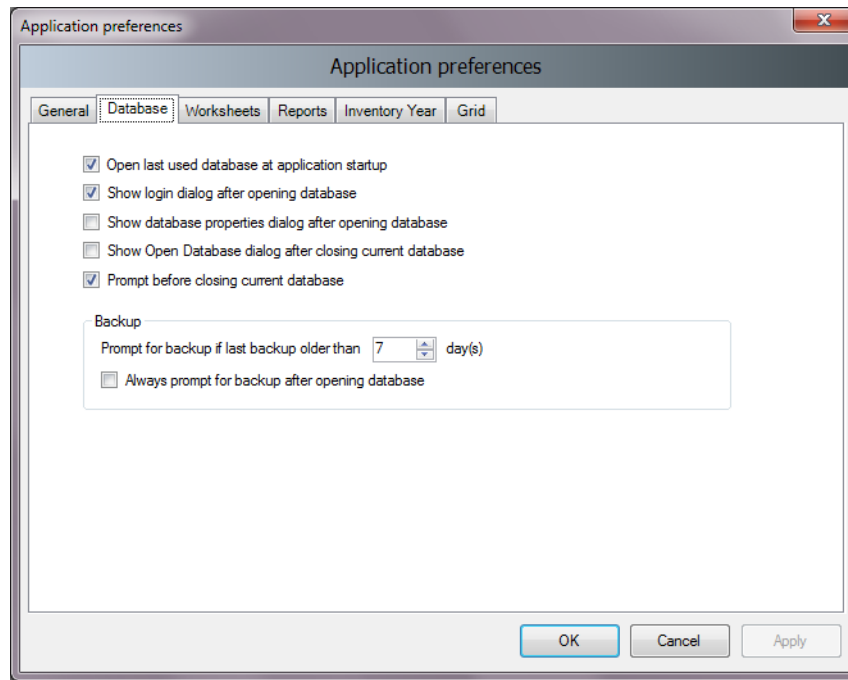 Application preferences
Application preferences
General Database Worksheets Reports Inventory Year Grid
Open last used database at application startup
Show login dialog after opening database
Show database properties dialog after opening database
Show Open Database dialog after closing current database
Prompt before closing current database
Backup
Prompt for backup if last backup older than 7 day(s)
Always prompt for backup after opening database
OK Cancel Apply